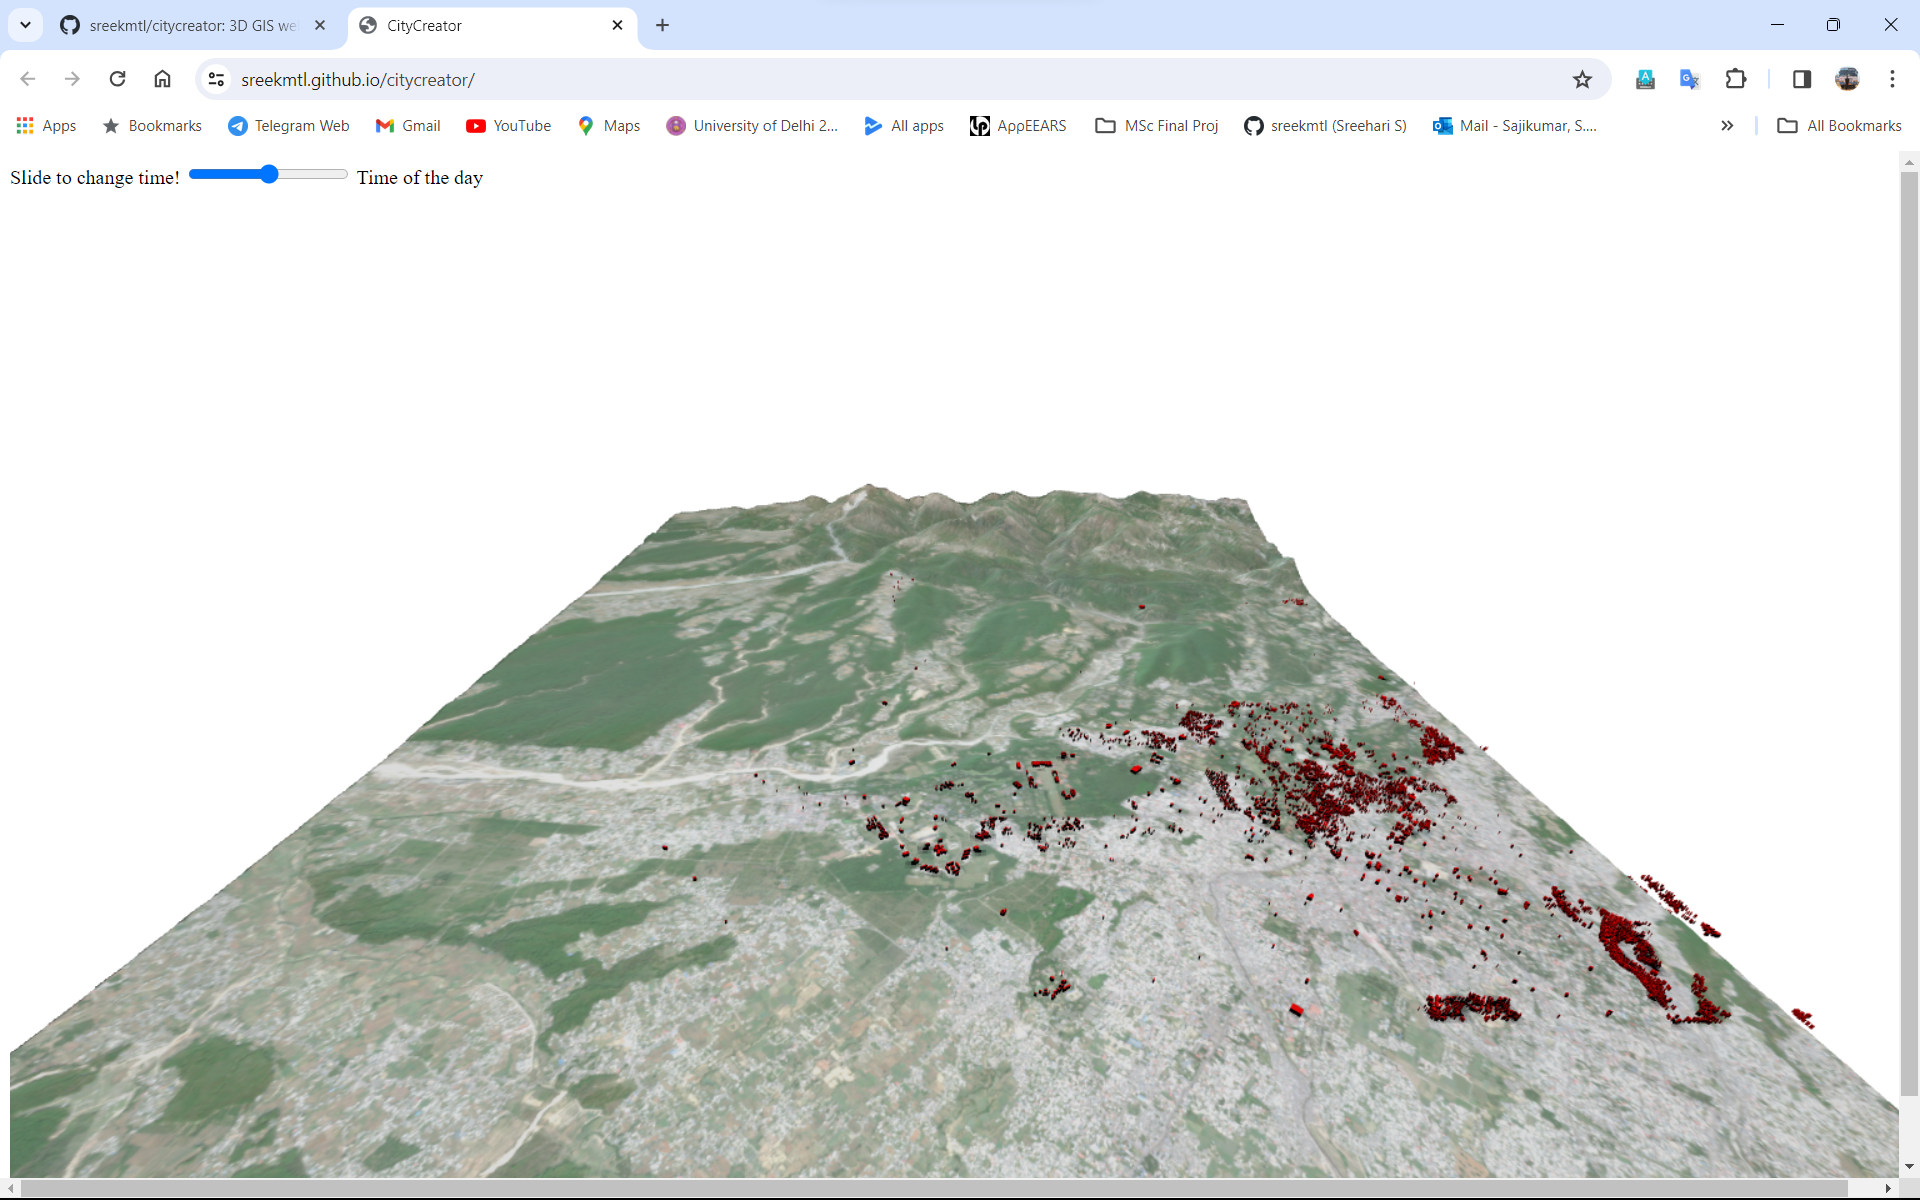 sreekmtl/citycreator: 3D GIS we
CityCreator
sreekmtl.github.io/citycreator/
Apps
Bookmarks
Telegram Web
Gmail
YouTube
Maps
University of Delhi 2...
All apps
AρρEEARS
MSc Final Proj
sreekmtl (Sreehari S)
Mail - Sajikumar, S....
All Bookmarks
Slide to change time!
Time of the day